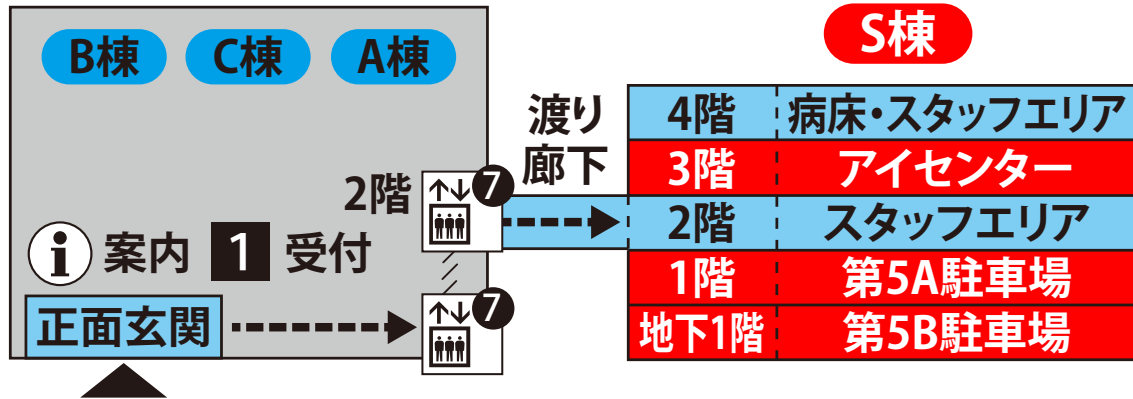 B棟 C棟 A棟
2階 7
i 案内 1 受付
正面玄関 7
渡り
廊下
S棟
4階 病床・スタッフエリア
3階 アイセンター
2階 スタッフエリア
1階 第5A駐車場
地下1階 第5B駐車場